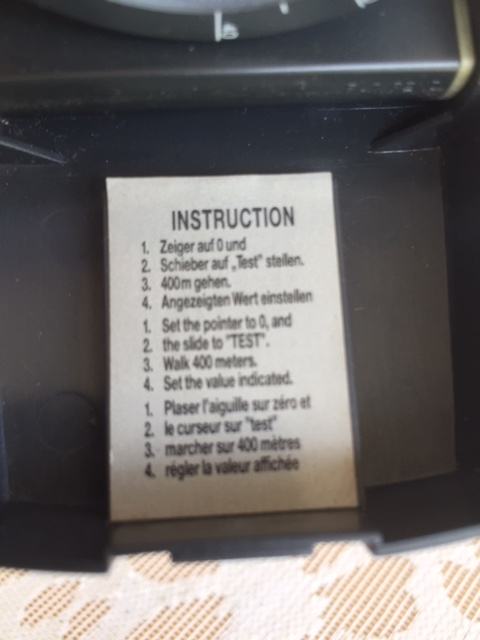 INSTRUCTION
1. Zeiger auf 0 und
2. Schieber auf „Test" stellen.
3. 400m gehen.
4. Angezeigten Wert einstellen
1. Set the pointer to 0, and
2. the slide to "TEST".
3. Walk 400 meters.
4. Set the value indicated.
1. Plaser l'aiguille sur zéro et
2. le curseur sur "test"
3. marcher sur 400 mètres
4. régler la valeur affichée